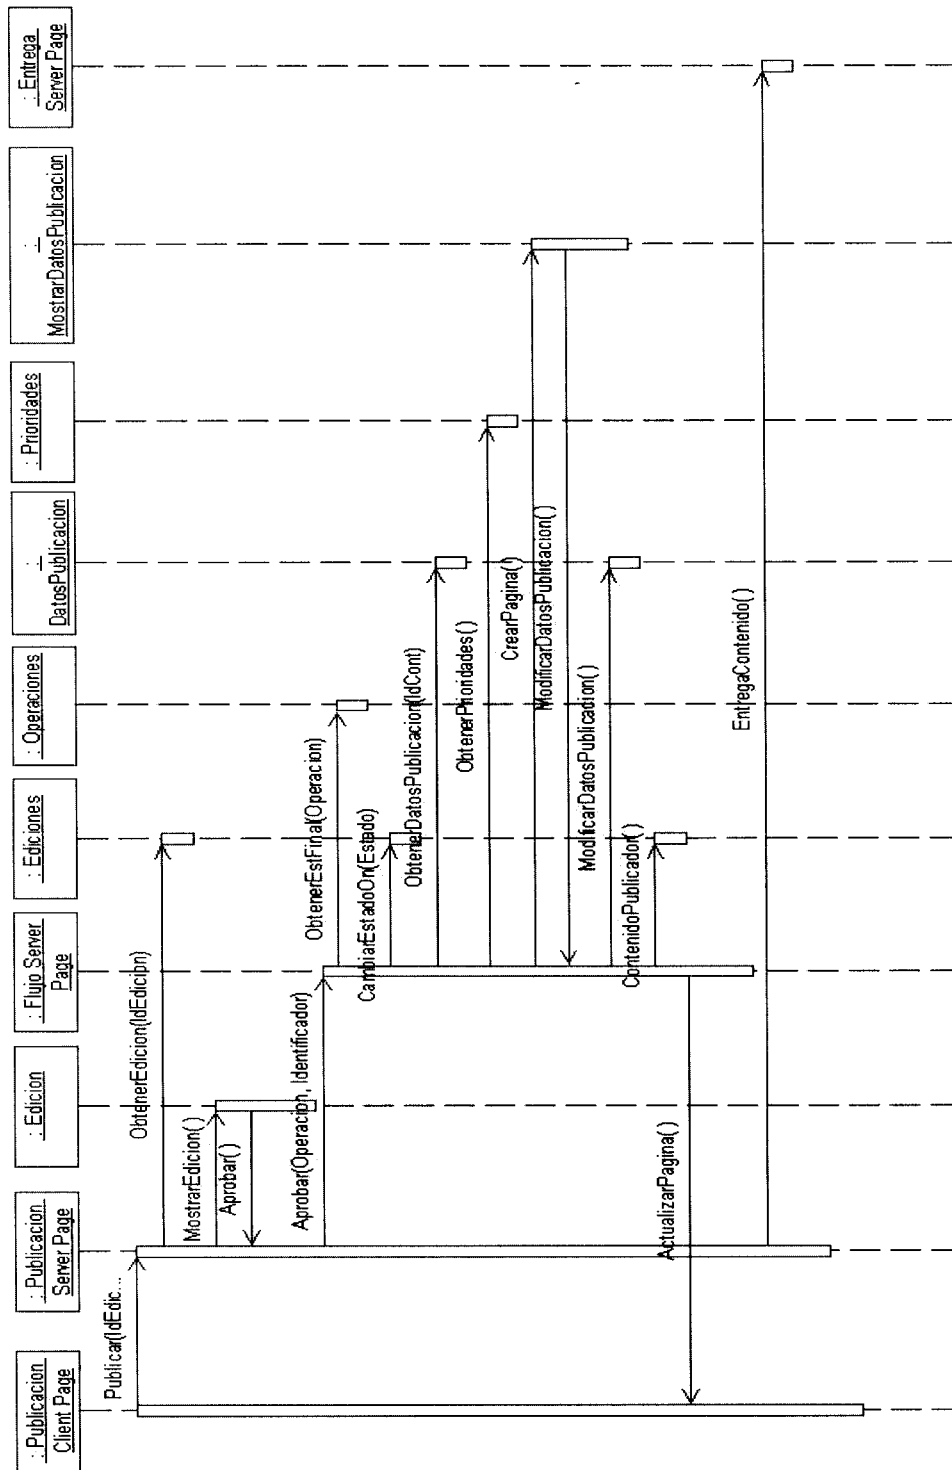 : Publicacion
Client Page
: Publicacion
Server Page
: Edicion
: Flujo Server
Page
: Ediciones
: Operaciones
:
DatosPublicacion
: Prioridades
:
MostrarDatosPublicacion
: Entrega
Server Page
Publicar(IdEdic...
ObtenerEdicion(IdEdicion)
MostrarEdicion( )
Aprobar( )
Aprobar(Operacion, Identificador)
ObtenerEstFinal(Operacion)
CambiarEstadoOn(Estado)
ObtenerDatosPublicacion(IdCont)
ObtenerPrioridades( )
CrearPagina( )
ModificarDatosPublicacion( )
ModificarDatosPublicacion( )
ContenidoPublicador( )
ActualizarPagina( )
EntregaContenido( )